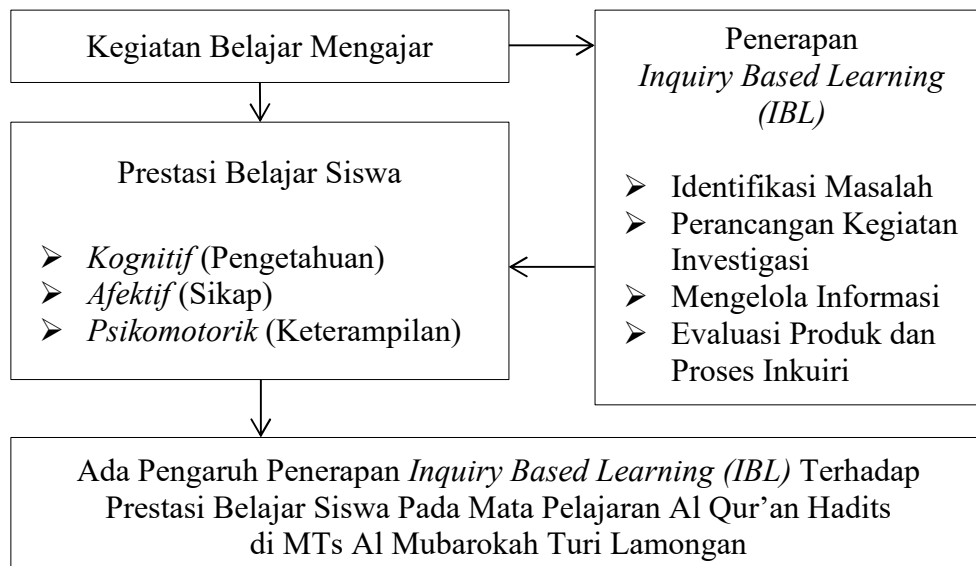 Kegiatan Belajar Mengajar
Penerapan
Inquiry Based Learning
(IBL)
➢ Identifikasi Masalah
➢ Perancangan Kegiatan
Investigasi
➢ Mengelola Informasi
➢ Evaluasi Produk dan
Proses Inkuiri
Prestasi Belajar Siswa
➢ Kognitif (Pengetahuan)
➢ Afektif (Sikap)
➢ Psikomotorik (Keterampilan)
Ada Pengaruh Penerapan Inquiry Based Learning (IBL) Terhadap
Prestasi Belajar Siswa Pada Mata Pelajaran Al Qur’an Hadits
di MTs Al Mubarokah Turi Lamongan